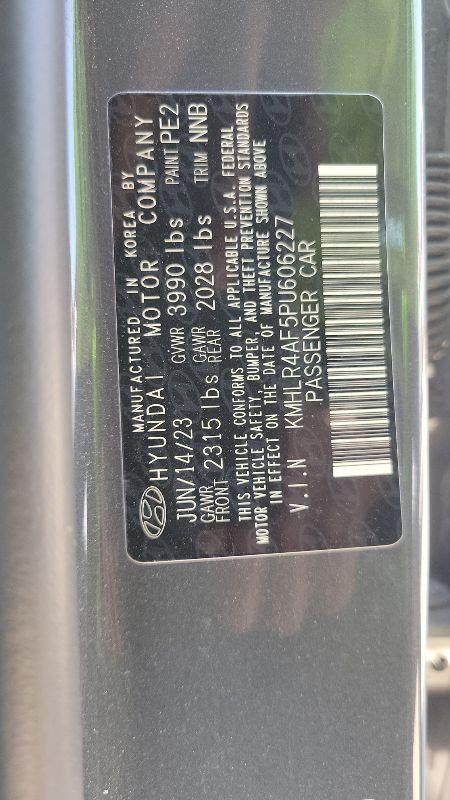 MANUFACTURED IN KOREA BY
HYUNDAI MOTOR COMPANY
JUN/14/23 GVWR 3990 lbs PAINT PE2
GAWR FRONT 2315 lbs GAWR REAR 2028 lbs TRIM NNB
THIS VEHICLE CONFORMS TO ALL APPLICABLE U.S.A. FEDERAL
MOTOR VEHICLE SAFETY, BUMPER, AND THEFT PREVENTION STANDARDS
IN EFFECT ON THE DATE OF MANUFACTURE SHOWN ABOVE
V.I.N KMHLR4AF5PU606227
PASSENGER CAR